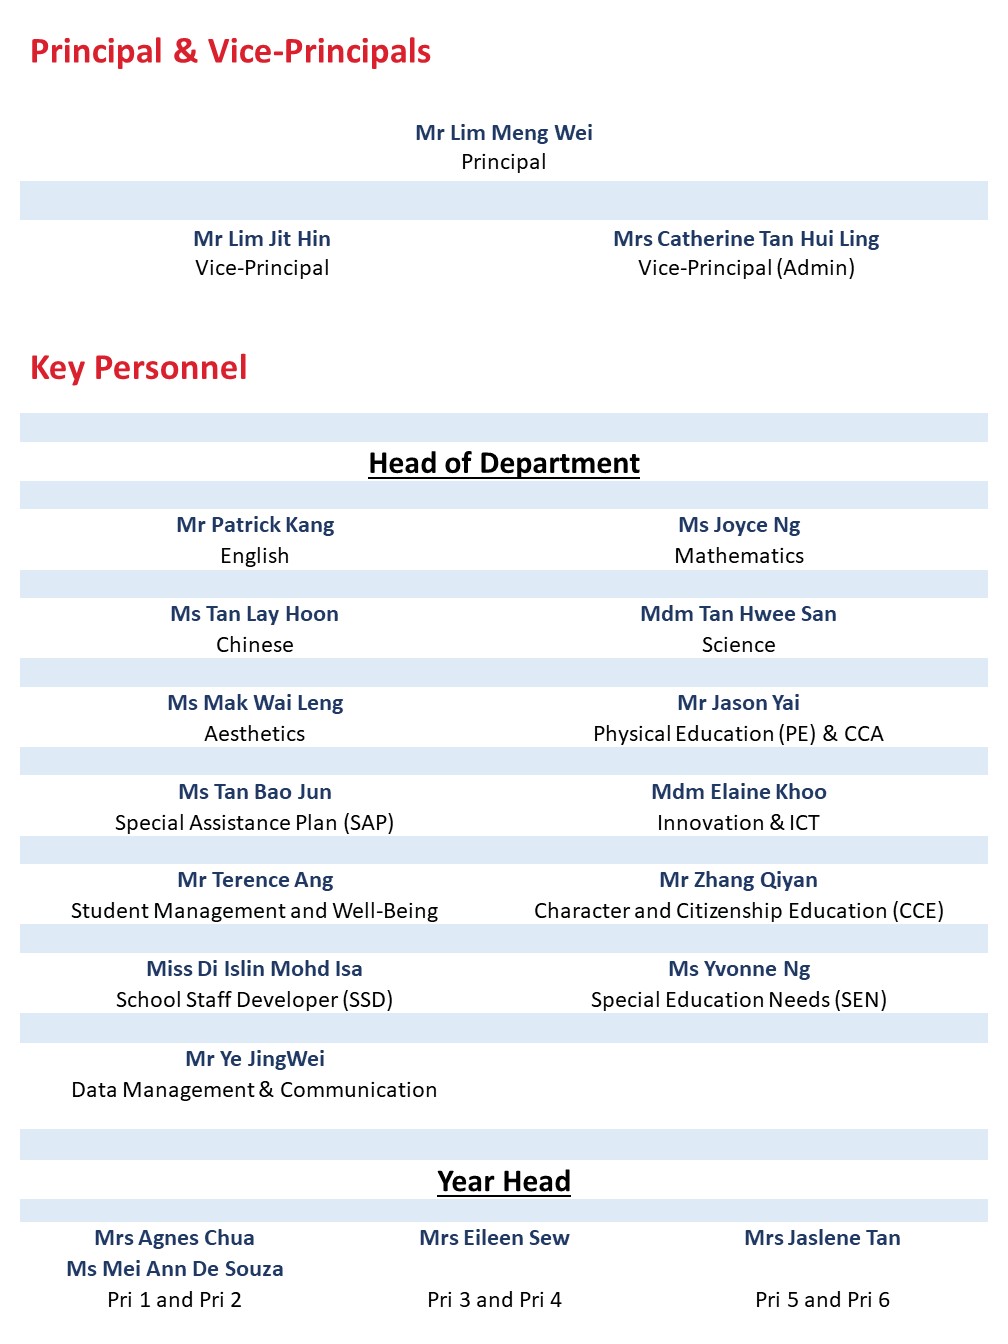 Principal & Vice-Principals
Mr Lim Meng Wei
Principal
Mr Lim Jit Hin
Vice-Principal
Mrs Catherine Tan Hui Ling
Vice-Principal (Admin)
Key Personnel
Head of Department
Mr Patrick Kang
English
Ms Joyce Ng
Mathematics
Ms Tan Lay Hoon
Chinese
Mdm Tan Hwee San
Science
Ms Mak Wai Leng
Aesthetics
Mr Jason Yai
Physical Education (PE) & CCA
Ms Tan Bao Jun
Special Assistance Plan (SAP)
Mdm Elaine Khoo
Innovation & ICT
Mr Terence Ang
Student Management and Well-Being
Mr Zhang Qiyan
Character and Citizenship Education (CCE)
Miss Di Islin Mohd Isa
School Staff Developer (SSD)
Ms Yvonne Ng
Special Education Needs (SEN)
Mr Ye JingWei
Data Management & Communication
Year Head
Mrs Agnes Chua
Ms Mei Ann De Souza
Pri 1 and Pri 2
Mrs Eileen Sew
Pri 3 and Pri 4
Mrs Jaslene Tan
Pri 5 and Pri 6